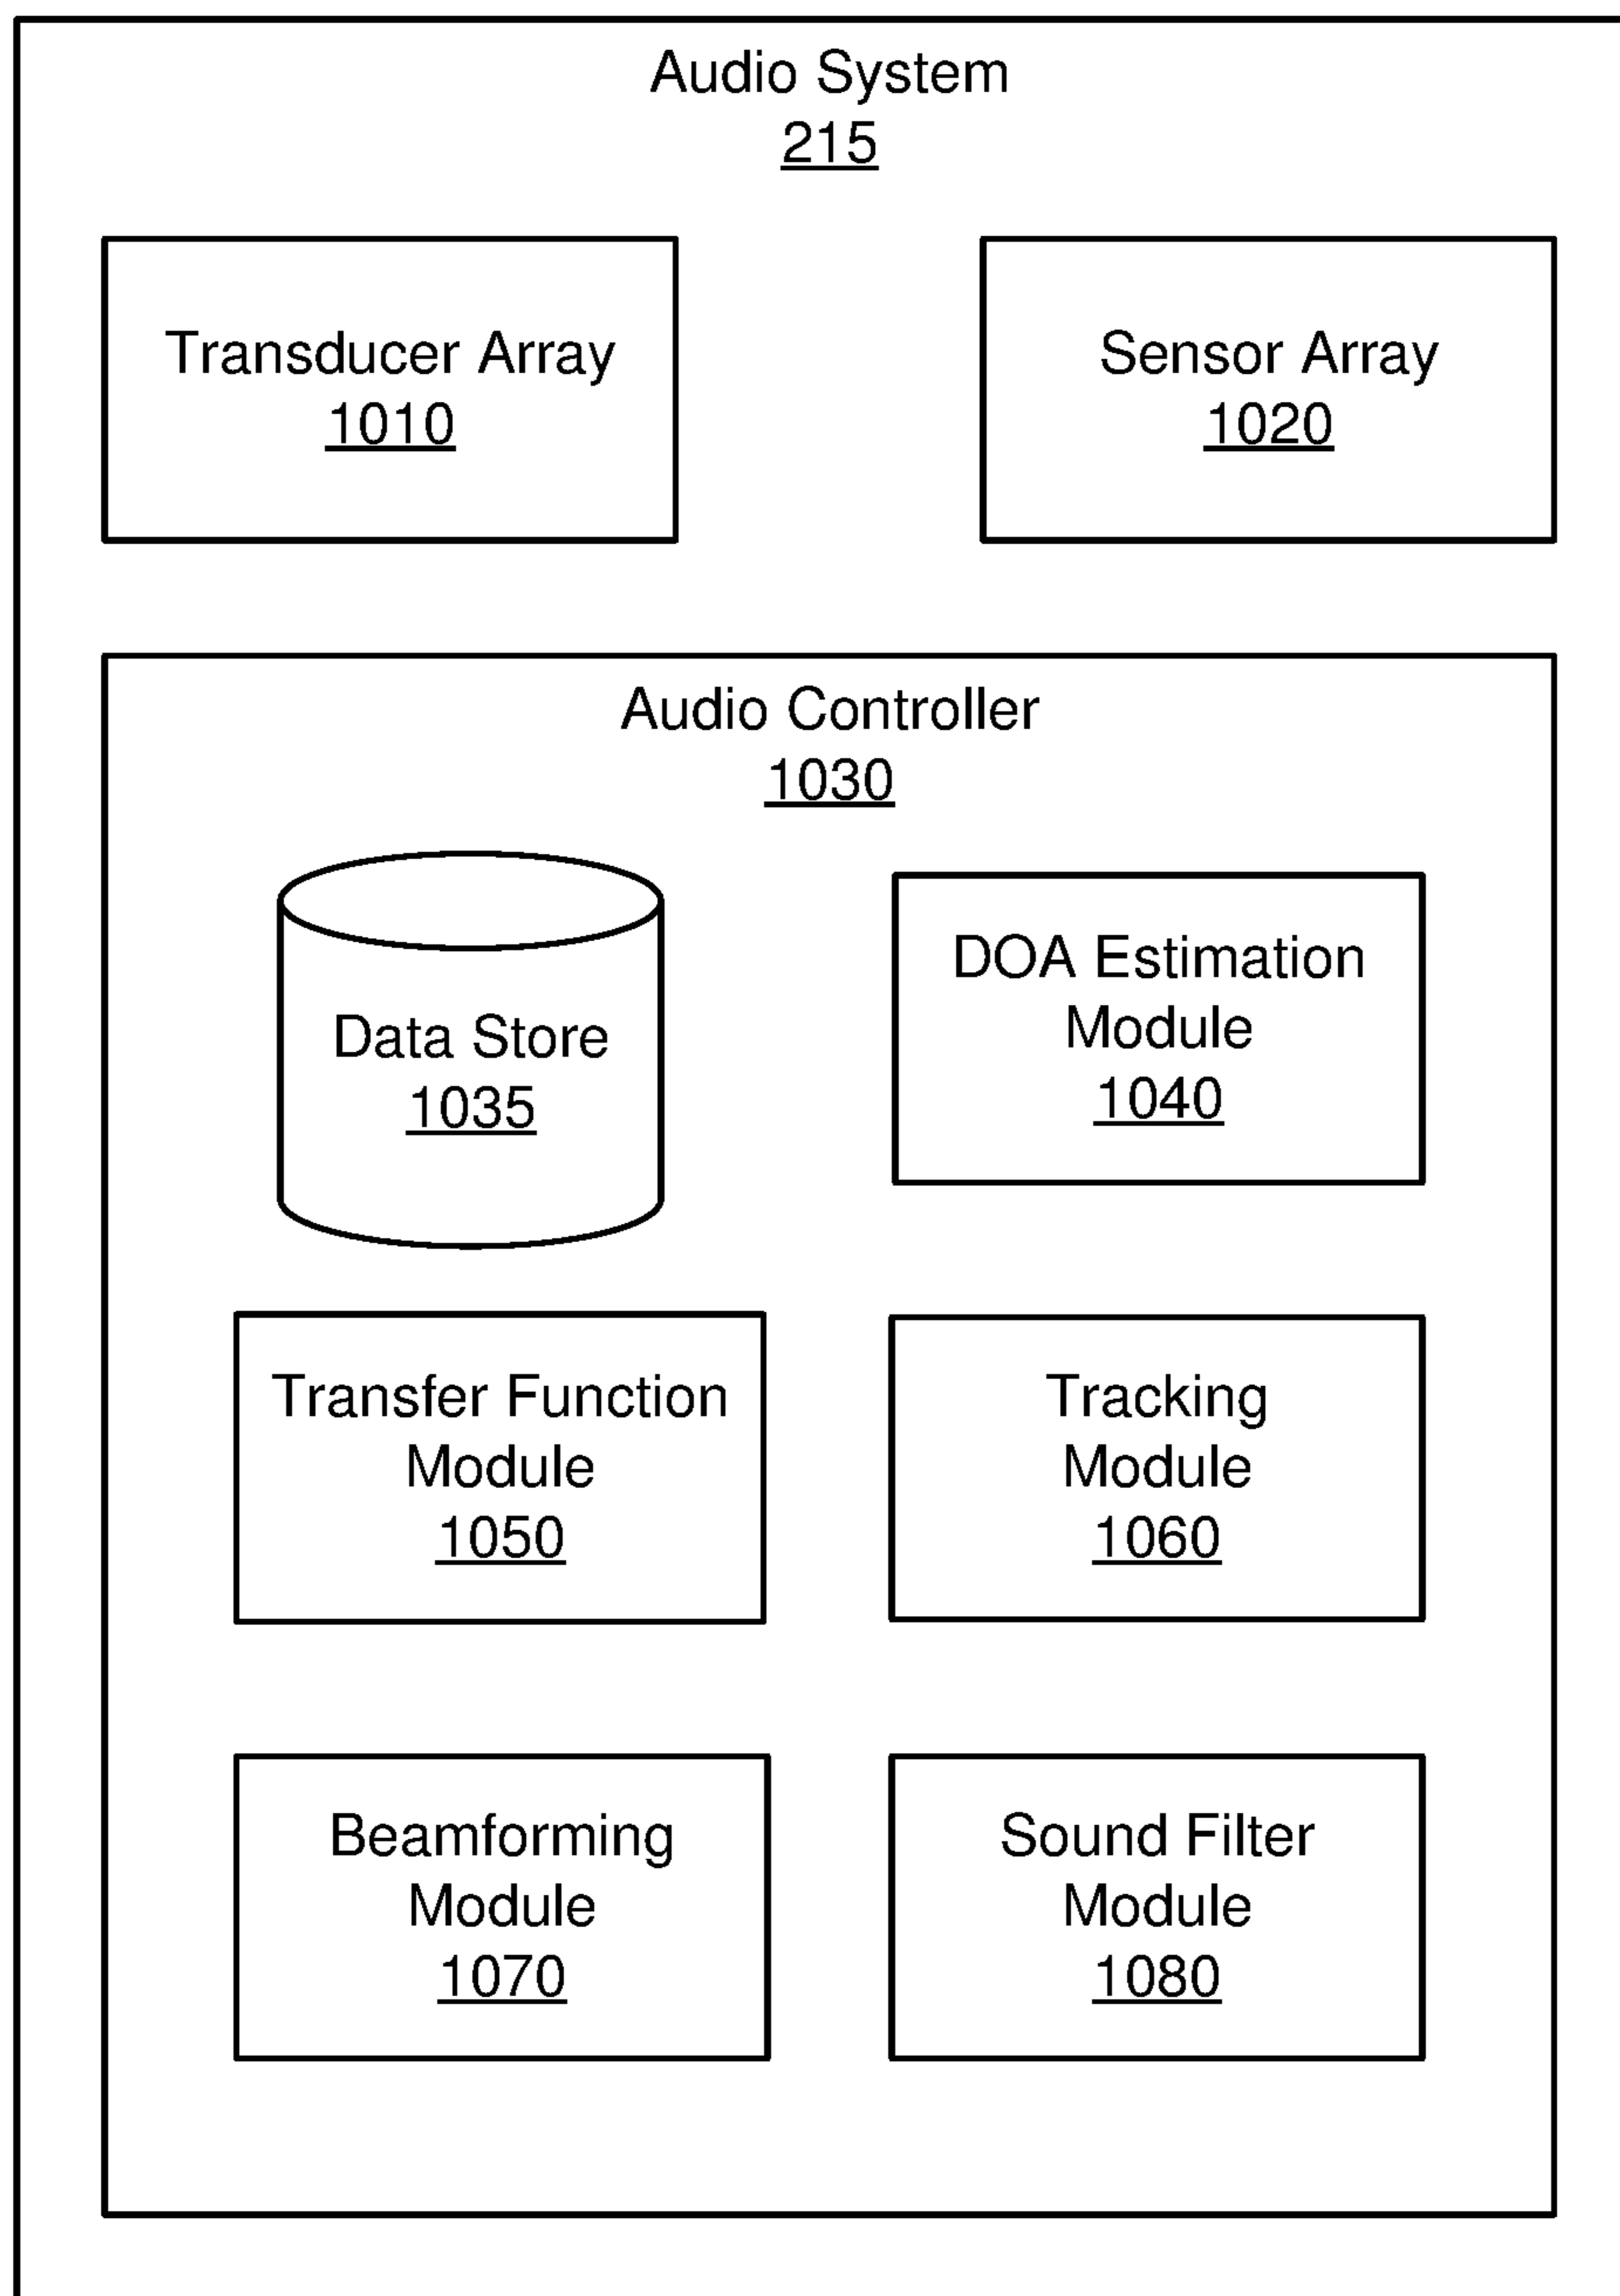 Audio System
215
Transducer Array
1010
Sensor Array
1020
Audio Controller
1030
Data Store
1035
DOA Estimation
Module
1040
Transfer Function
Module
1050
Tracking
Module
1060
Beamforming
Module
1070
Sound Filter
Module
1080